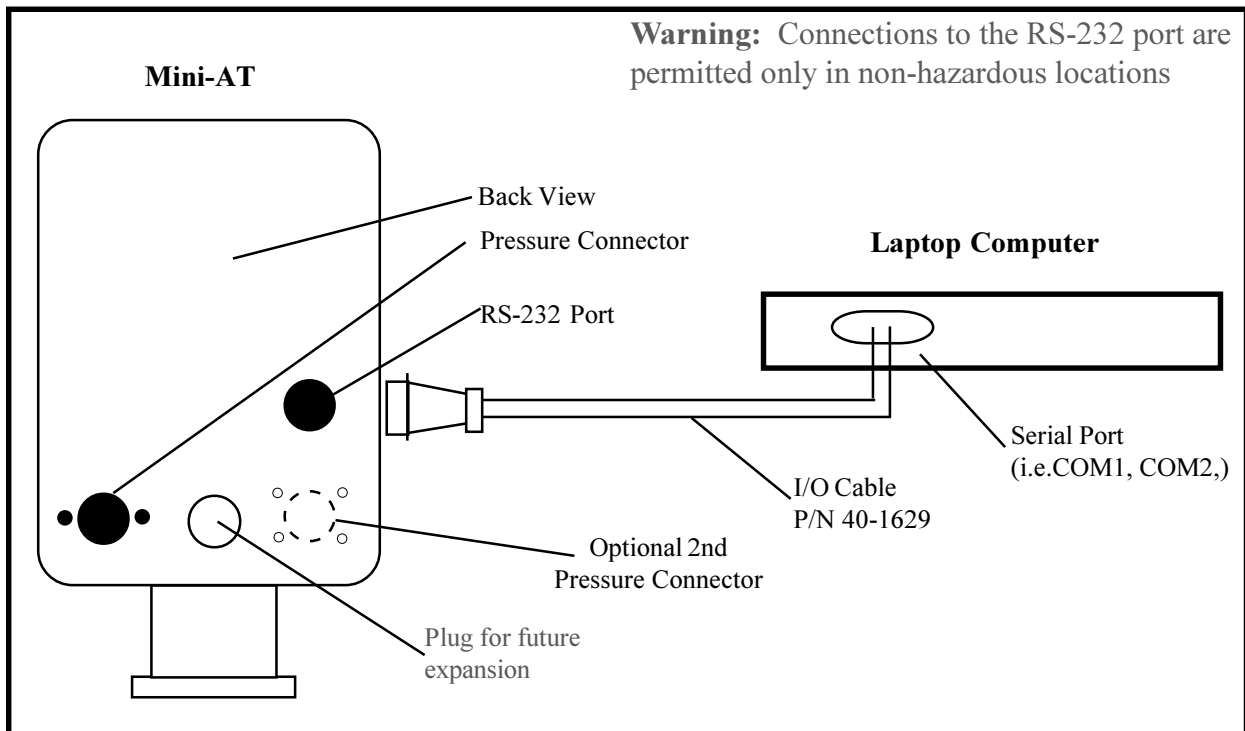 Warning: Connections to the RS-232 port are
permitted only in non-hazardous locations
Mini-AT
Back View
Pressure Connector
RS-232 Port
Laptop Computer
Serial Port
(i.e.COM1, COM2,)
I/O Cable
P/N 40-1629
Optional 2nd
Pressure Connector
Plug for future
expansion